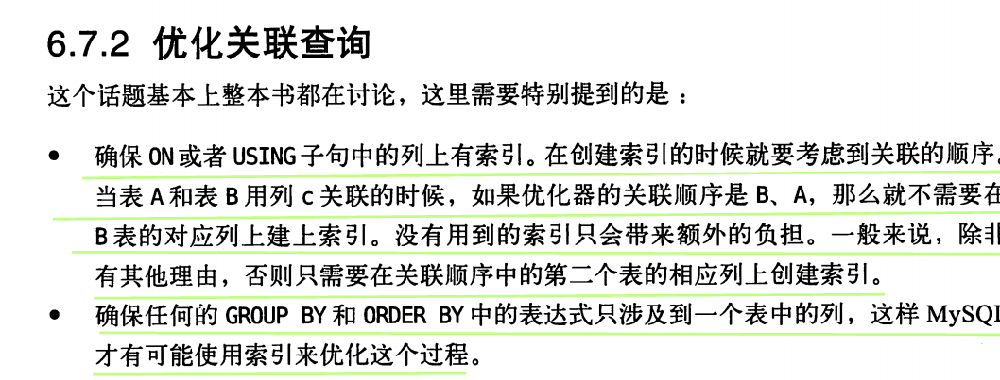 6.7.2 优化关联查询
这个话题基本上整本书都在讨论，这里需要特别提到的是：
● 确保 ON 或者 USING 子句中的列上有索引。在创建索引的时候就要考虑到关联的顺序。
当表 A 和表 B 用列 c 关联的时候，如果优化器的关联顺序是 B、A，那么就不需要在
B 表的对应列上建上索引。没有用到的索引只会带来额外的负担。一般来说，除非
有其他理由，否则只需要在关联顺序中的第二个表的相应列上创建索引。
● 确保任何的 GROUP BY 和 ORDER BY 中的表达式只涉及到一个表中的列，这样 MySQL
才有可能使用索引来优化这个过程。